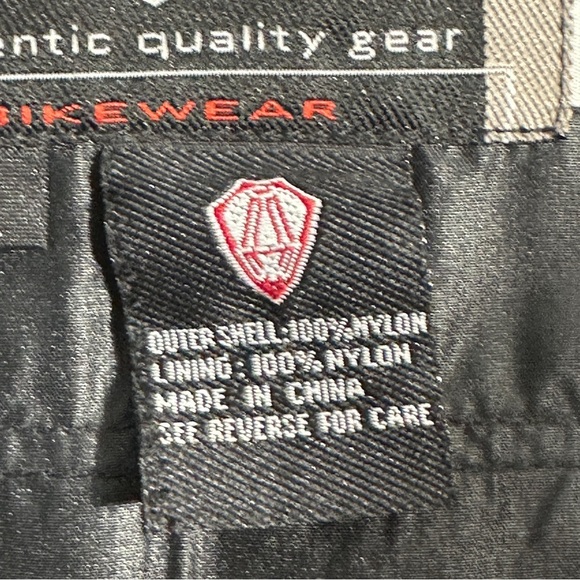 entic quality gear
BIKEWEAR
OUTER SHELL:100%NYLON
LINING: 100% NYLON
MADE IN CHINA
SEE REVERSE FOR CARE